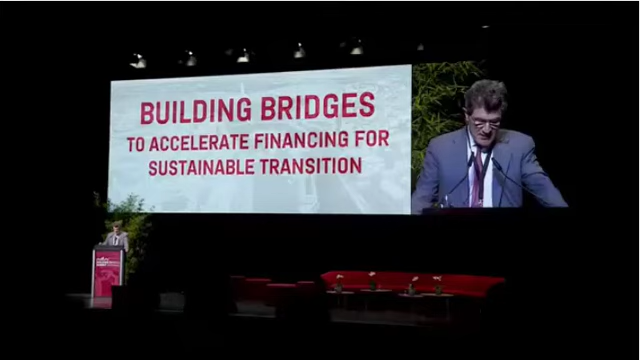 BUILDING BRIDGES
TO ACCELERATE FINANCING FOR
SUSTAINABLE TRANSITION